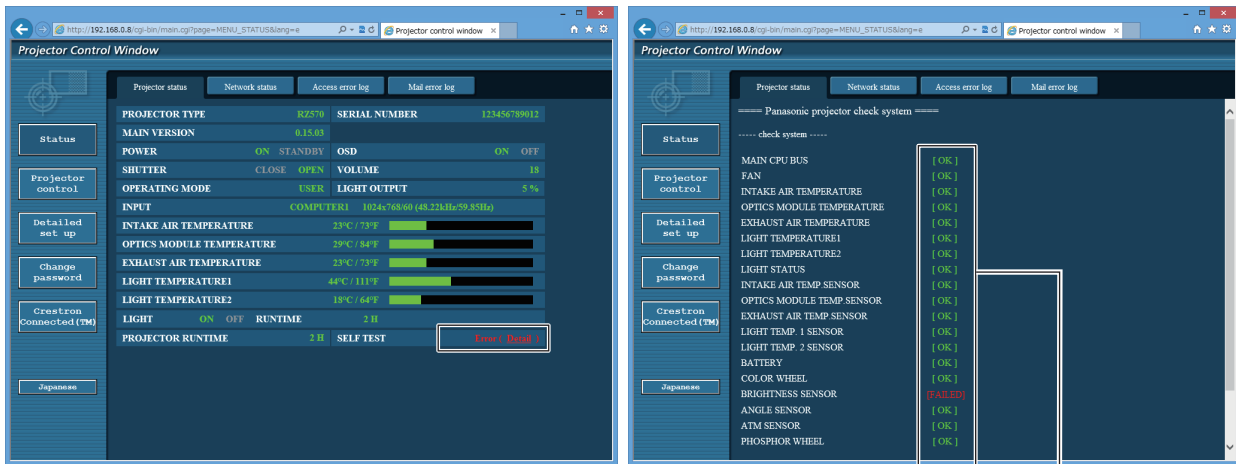 http://192.168.0.8/cgi-bin/main.cgi?page=MENU_STATUS&lang=e
Projector control window
Projector Control Window
Projector status
Network status
Access error log
Mail error log
Status
Projector
control
Detailed
set up
Change
password
Crestron
Connected(TM)
Japanese
PROJECTOR TYPE RZ570 SERIAL NUMBER 123456789012
MAIN VERSION 0.15.03
POWER ON STANDBY OSD ON OFF
SHUTTER CLOSE OPEN VOLUME 18
OPERATING MODE USER LIGHT OUTPUT 5 %
INPUT COMPUTER1 1024x768/60 (48.22kHz/59.85Hz)
INTAKE AIR TEMPERATURE 23°C / 73°F
OPTICS MODULE TEMPERATURE 29°C / 84°F
EXHAUST AIR TEMPERATURE 23°C / 73°F
LIGHT TEMPERATURE1 44°C / 111°F
LIGHT TEMPERATURE2 18°C / 64°F
LIGHT ON OFF RUNTIME 2 H
PROJECTOR RUNTIME 2 H SELF TEST Error ( Detail )
http://192.168.0.8/cgi-bin/main.cgi?page=MENU_STATUS&lang=e
Projector control window
Projector Control Window
Projector status
Network status
Access error log
Mail error log
Status
Projector
control
Detailed
set up
Change
password
Crestron
Connected(TM)
Japanese
==== Panasonic projector check system ====
----- check system -----
MAIN CPU BUS [ OK ]
FAN [ OK ]
INTAKE AIR TEMPERATURE [ OK ]
OPTICS MODULE TEMPERATURE [ OK ]
EXHAUST AIR TEMPERATURE [ OK ]
LIGHT TEMPERATURE1 [ OK ]
LIGHT TEMPERATURE2 [ OK ]
LIGHT STATUS [ OK ]
INTAKE AIR TEMP.SENSOR [ OK ]
OPTICS MODULE TEMP.SENSOR [ OK ]
EXHAUST AIR TEMP.SENSOR [ OK ]
LIGHT TEMP. 1 SENSOR [ OK ]
LIGHT TEMP. 2 SENSOR [ OK ]
BATTERY [ OK ]
COLOR WHEEL [ OK ]
BRIGHTNESS SENSOR [FAILED]
ANGLE SENSOR [ OK ]
ATM SENSOR [ OK ]
PHOSPHOR WHEEL [ OK ]